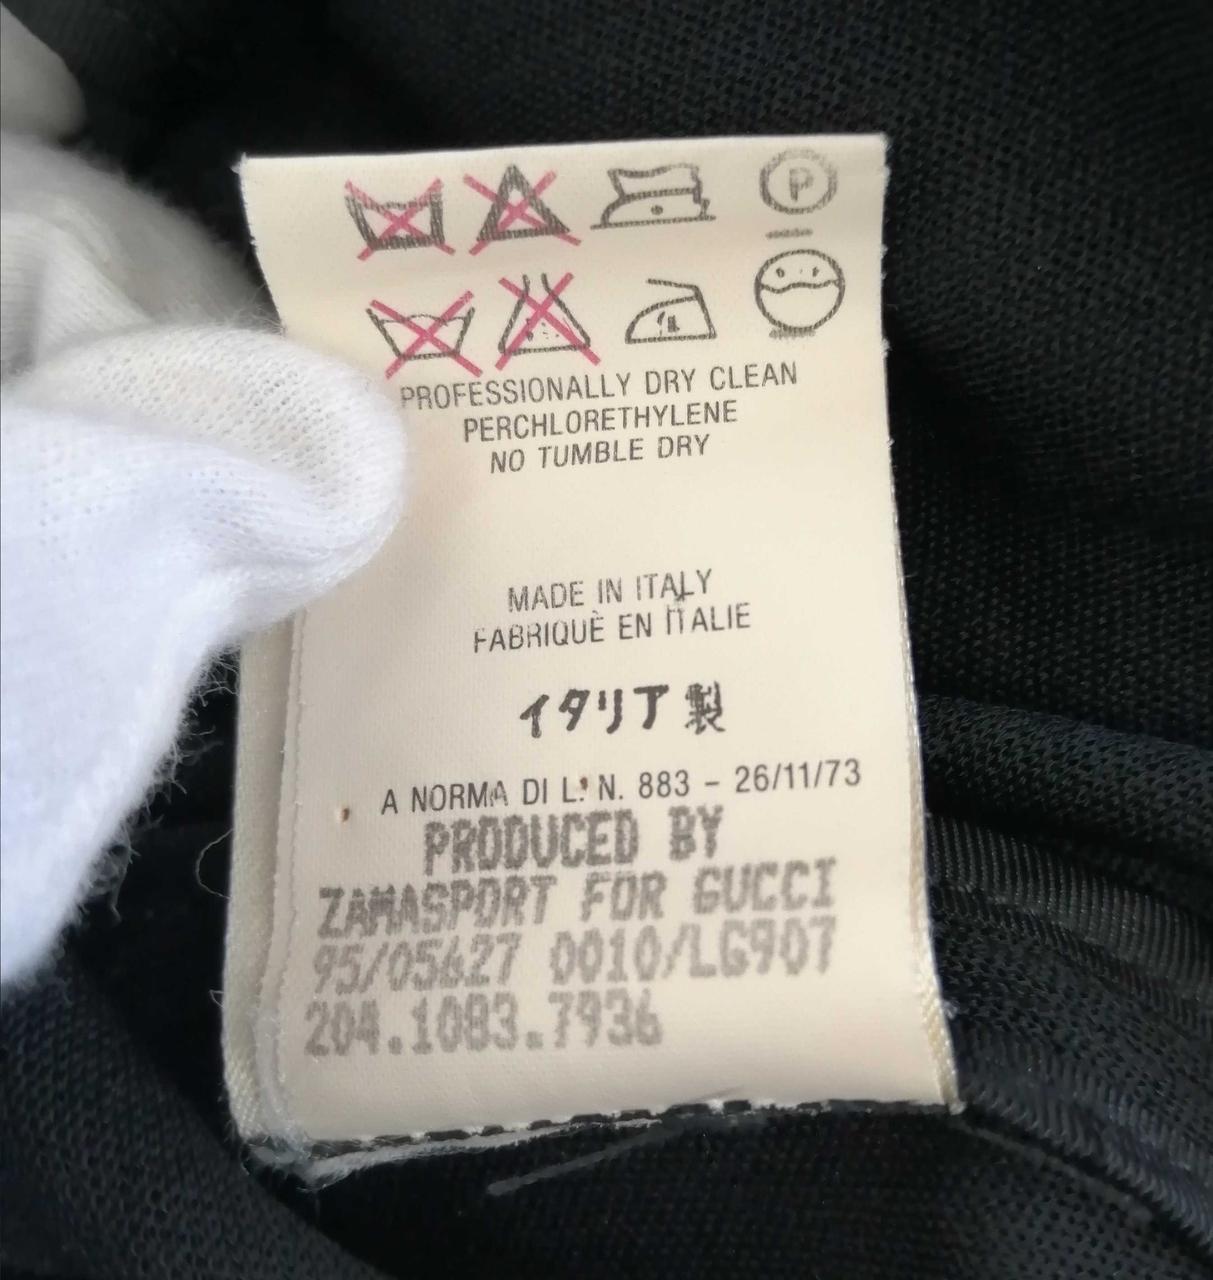 P
PROFESSIONALLY DRY CLEAN
PERCHLORETHYLENE
NO TUMBLE DRY
MADE IN ITALY
FABRIQUÈ EN ITALIE
イタリア製
A NORMA DI L. N. 883 - 26/11/73
PRODUCED BY
ZAMASPORT FOR GUCCI
95/05627 0010/LG907
204.1083.7936